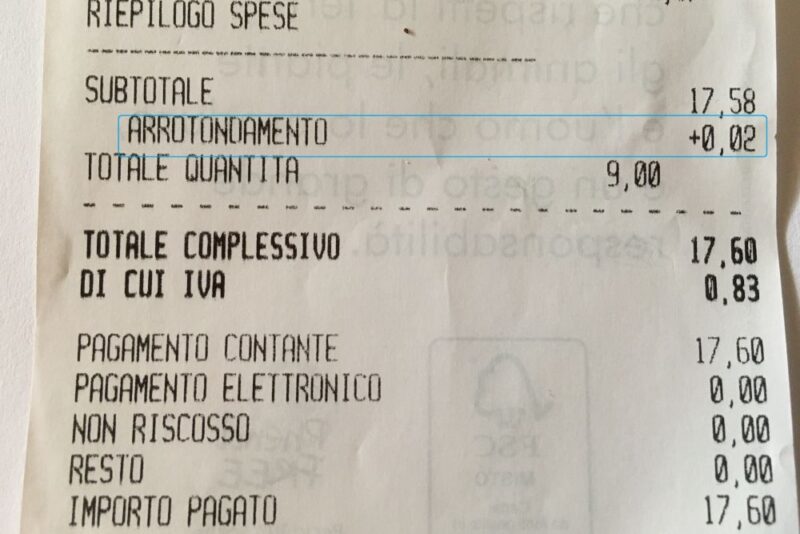 RIEPILOGO SPESE
SUBTOTALE 17,58
ARROTONDAMENTO +0,02
TOTALE QUANTITA 9,00
TOTALE COMPLESSIVO 17,60
DI CUI IVA 0,83
PAGAMENTO CONTANTE 17,60
PAGAMENTO ELETTRONICO 0,00
NON RISCOSSO 0,00
RESTO 0,00
IMPORTO PAGATO 17,60